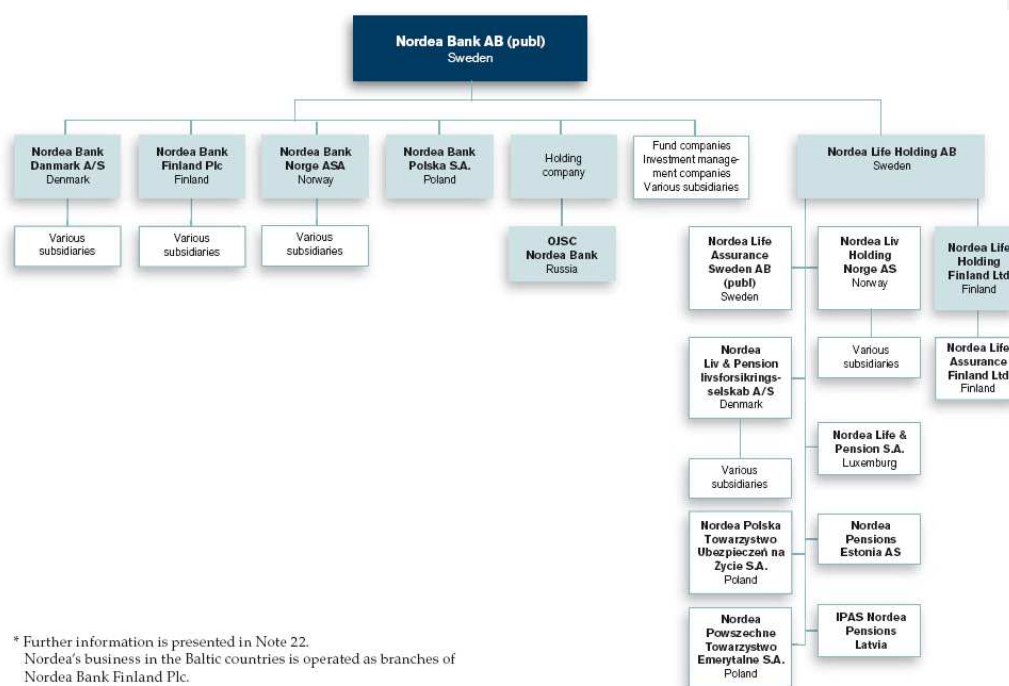 Nordea Bank AB (publ)
Sweden
Nordea Bank
Danmark A/S
Denmark
Nordea Bank
Finland Plc
Finland
Nordea Bank
Norge ASA
Norway
Nordea Bank
Polska S.A.
Poland
Holding
company
Fund companies
Investment manage-
ment companies
Various subsidiaries
Nordea Life Holding AB
Sweden
Various
subsidiaries
Various
subsidiaries
Various
subsidiaries
OJSC
Nordea Bank
Russia
Nordea Life
Assurance
Sweden AB
(publ)
Sweden
Nordea Liv
Holding
Norge AS
Norway
Nordea Life
Holding
Finland Ltd
Finland
Nordea
Liv & Pension
livsforsikrings-
selskab A/S
Denmark
Various
subsidiaries
Nordea Life
Assurance
Finland Ltd
Finland
Nordea Life &
Pension S.A.
Luxemburg
Various
subsidiaries
Nordea Polska
Towarzystwo
Ubezpieczeń na
Życie S.A.
Poland
Nordea
Pensions
Estonia AS
Nordea
Powszechne
Towarzystwo
Emerytalne S.A.
Poland
IPAS Nordea
Pensions
Latvia
* Further information is presented in Note 22.
Nordea's business in the Baltic countries is operated as branches of
Nordea Bank Finland Plc.